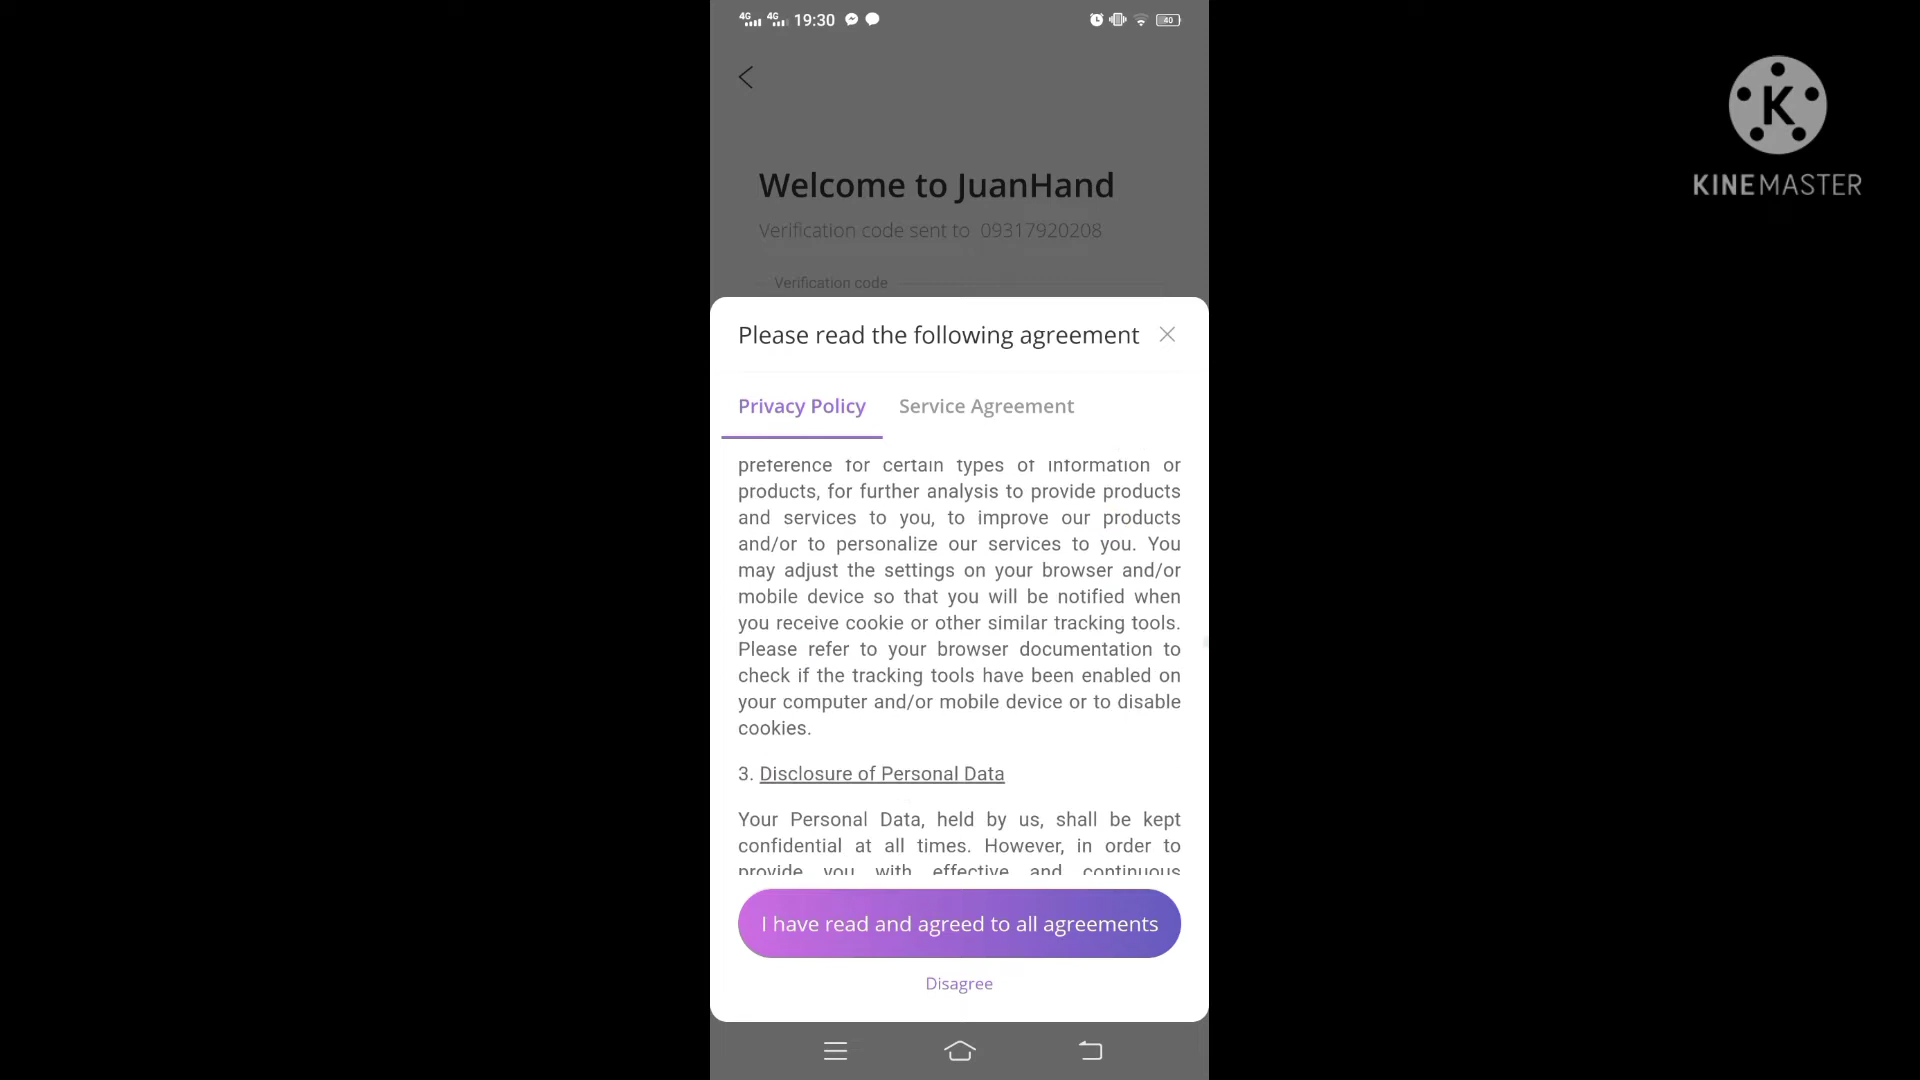 4G 4G 19:30 40
KINEMASTER
Welcome to JuanHand
Verification code sent to 09317920208
Verification code
Please read the following agreement
Privacy Policy Service Agreement
preference for certain types of information or
products, for further analysis to provide products
and services to you, to improve our products
and/or to personalize our services to you. You
may adjust the settings on your browser and/or
mobile device so that you will be notified when
you receive cookie or other similar tracking tools.
Please refer to your browser documentation to
check if the tracking tools have been enabled on
your computer and/or mobile device or to disable
cookies.
3. Disclosure of Personal Data
Your Personal Data, held by us, shall be kept
confidential at all times. However, in order to
provide you with effective and continuous
I have read and agreed to all agreements
Disagree